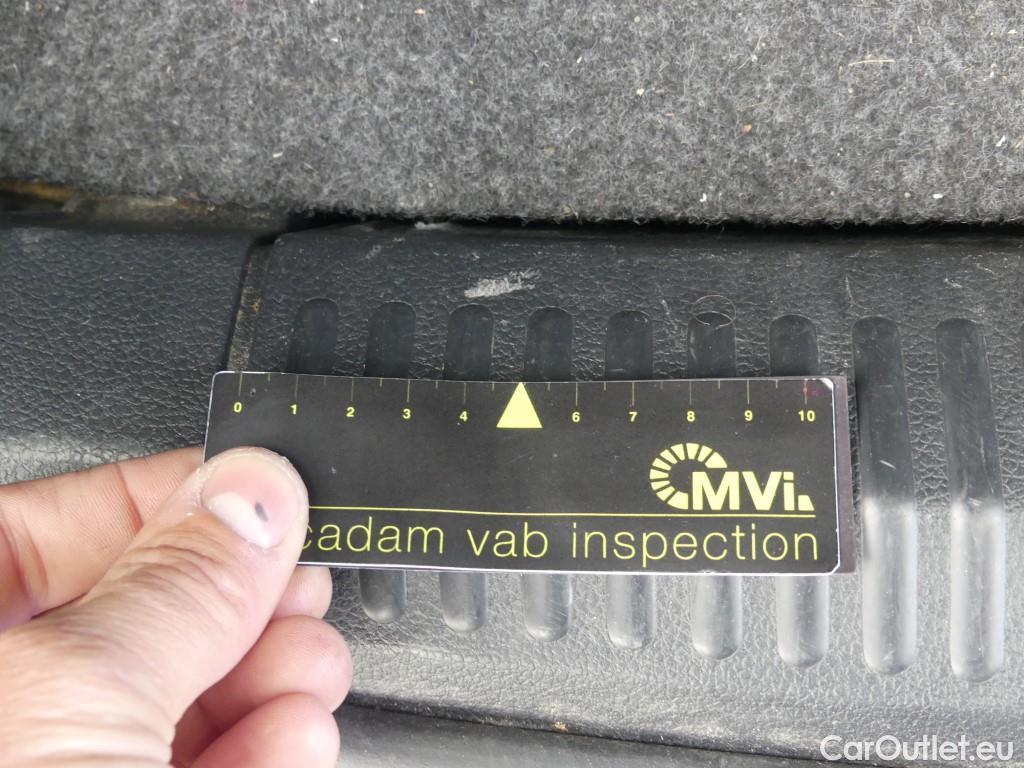 0 1 2 3 4 6 7 8 9 10
MVi
cadam vab inspection
CarOutlet.eu